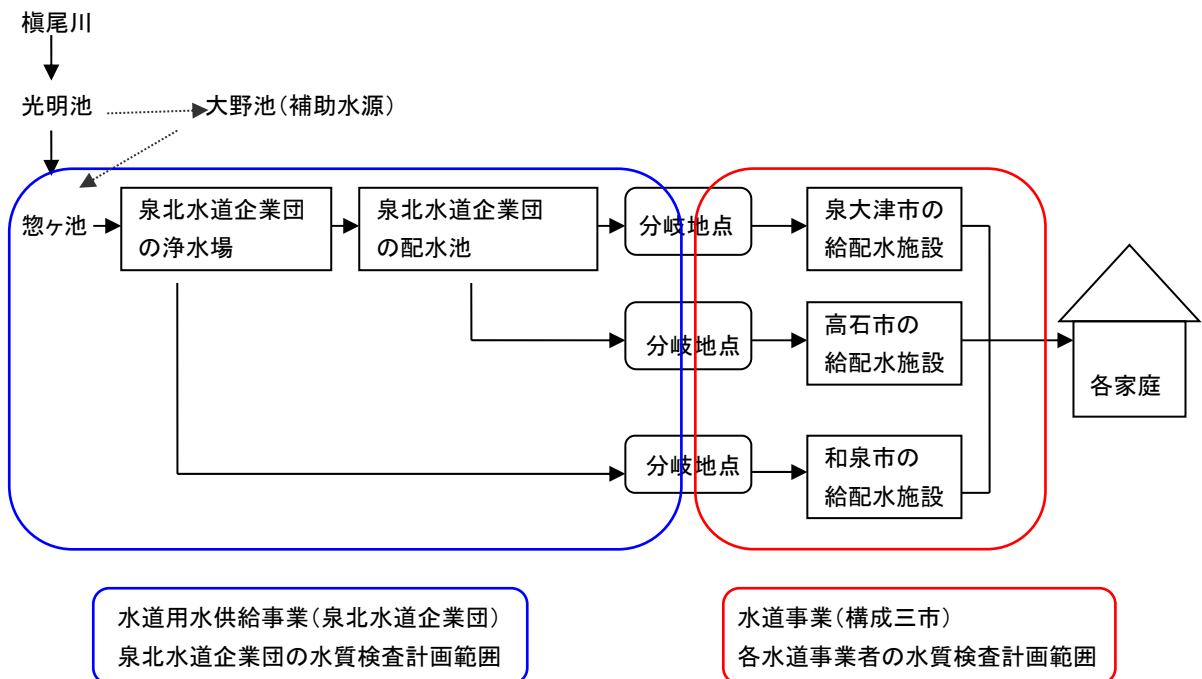 槇尾川
光明池
大野池（補助水源）
惣ヶ池
泉北水道企業団
の浄水場
泉北水道企業団
の配水池
分岐地点
泉大津市の
給配水施設
分岐地点
高石市の
給配水施設
各家庭
分岐地点
和泉市の
給配水施設
水道用水供給事業（泉北水道企業団）
泉北水道企業団の水質検査計画範囲
水道事業（構成三市）
各水道事業者の水質検査計画範囲